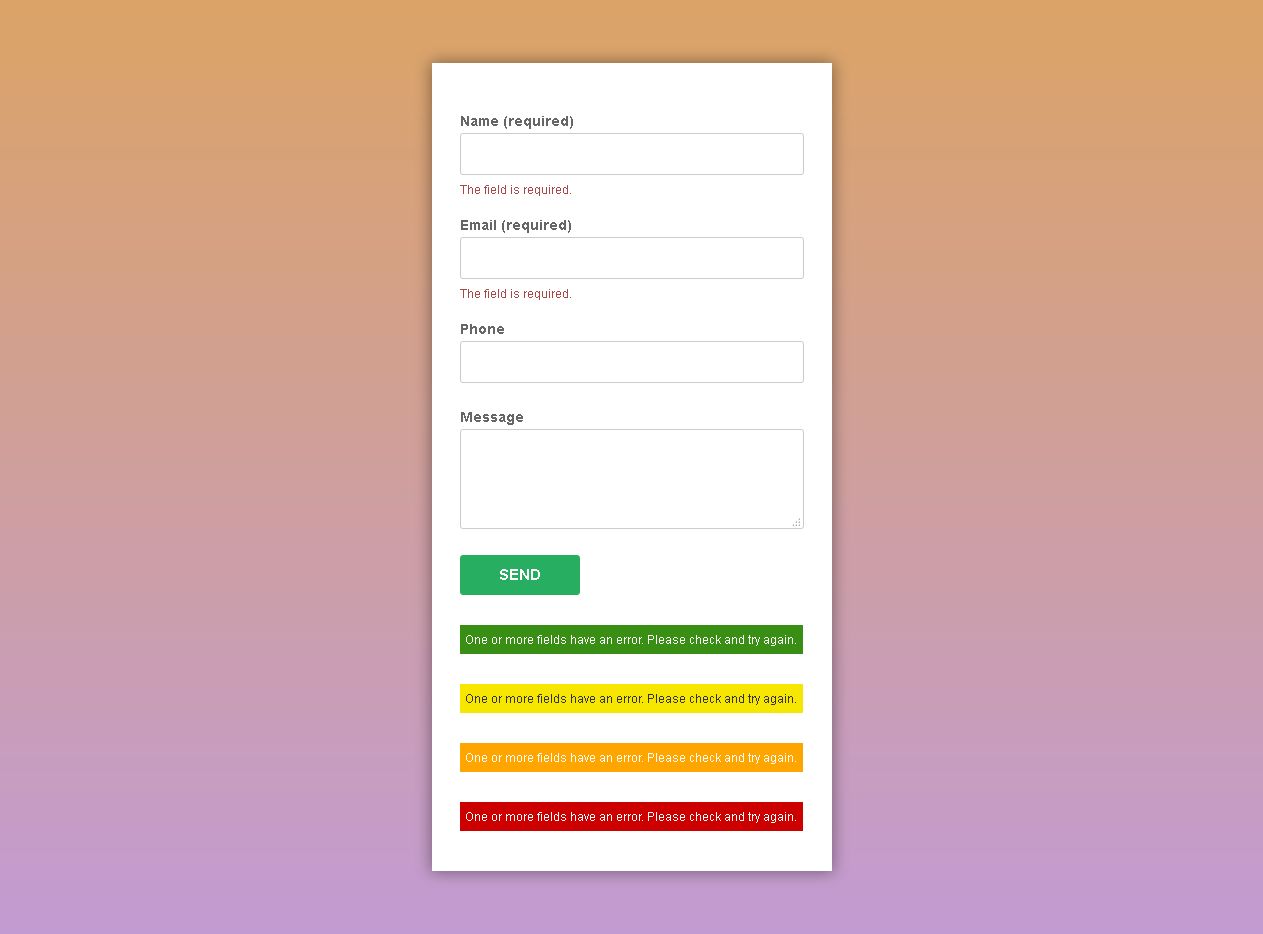 Name (required)
The field is required.
Email (required)
The field is required.
Phone
Message
SEND
One or more fields have an error. Please check and try again.
One or more fields have an error. Please check and try again.
One or more fields have an error. Please check and try again.
One or more fields have an error. Please check and try again.